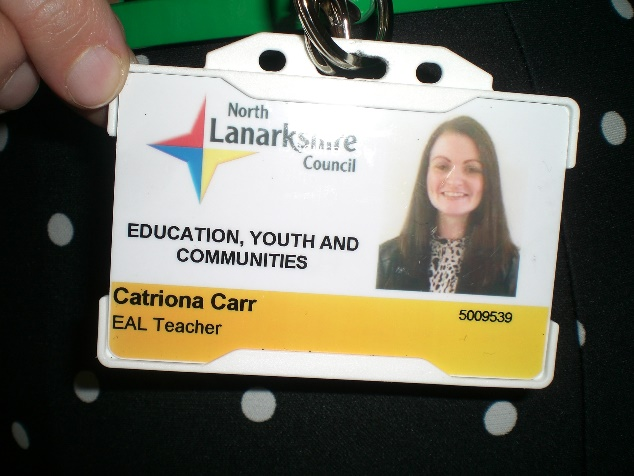 North
Lanarkshire
Council
EDUCATION, YOUTH AND
COMMUNITIES
Catriona Carr
EAL Teacher
5009539